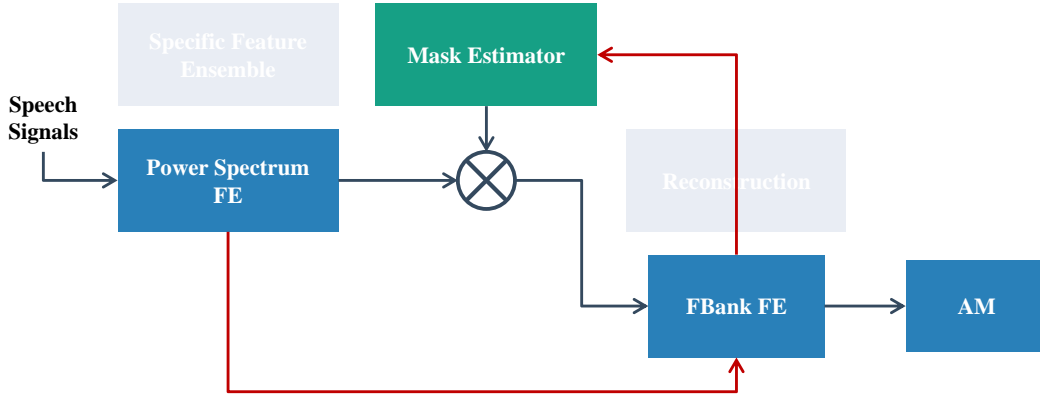 Specific Feature
Ensemble
Mask Estimator
Speech
Signals
Power Spectrum
FE
Reconstruction
FBank FE
AM